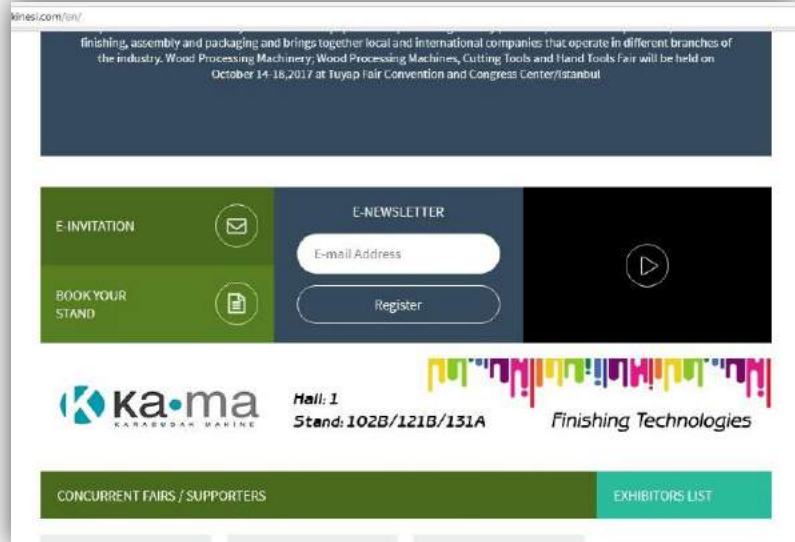 kinesi.com/en/
finishing, assembly and packaging and brings together local and international companies that operate in different branches of
the industry. Wood Processing Machinery; Wood Processing Machines, Cutting Tools and Hand Tools Fair will be held on
October 14-18,2017 at Tuyap Fair Convention and Congress Center/Istanbul
E-INVITATION
BOOK YOUR
STAND
E-NEWSLETTER
E-mail Address
Register
ka•ma
KARABUDAK MAKINE
Hall: 1
Stand: 102B/121B/131A
Finishing Technologies
CONCURRENT FAIRS / SUPPORTERS
EXHIBITORS LIST